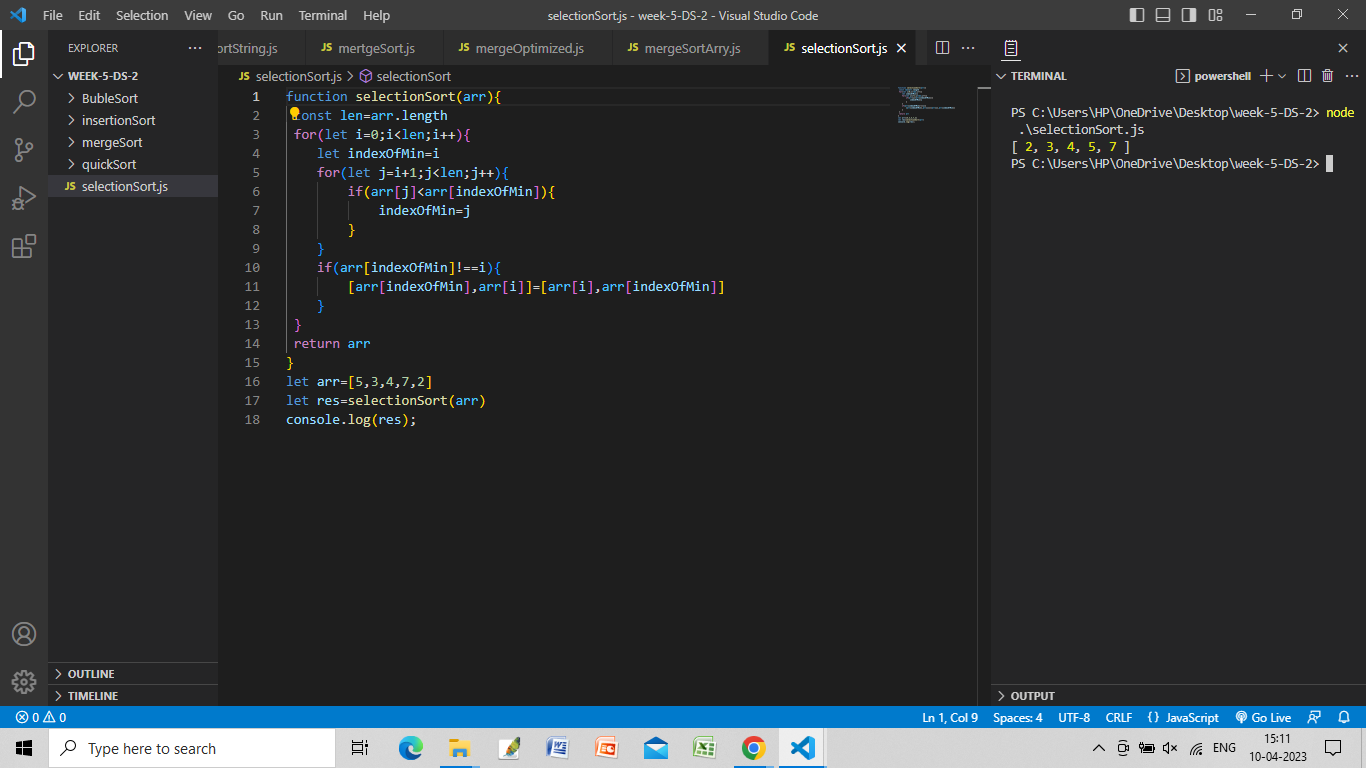 File Edit Selection View Go Run Terminal Help
selectionSort.js - week-5-DS-2 - Visual Studio Code
EXPLORER
ortString.js
JS mertgeSort.js
JS mergeOptimized.js
JS mergeSortArry.js
JS selectionSort.js
WEEK-5-DS-2
BubleSort
insertionSort
mergeSort
quickSort
JS selectionSort.js
OUTLINE
TIMELINE
JS selectionSort.js > selectionSort
1 function selectionSort(arr){
2 const len=arr.length
3 for(let i=0;i<len;i++){
4 let indexOfMin=i
5 for(let j=i+1;j<len;j++){
6 if(arr[j]<arr[indexOfMin]){
7 indexOfMin=j
8 }
9 }
10 if(arr[indexOfMin]!==i){
11 [arr[indexOfMin],arr[i]]=[arr[i],arr[indexOfMin]]
12 }
13 }
14 return arr
15 }
16 let arr=[5,3,4,7,2]
17 let res=selectionSort(arr)
18 console.log(res);
TERMINAL
powershell
PS C:\Users\HP\OneDrive\Desktop\week-5-DS-2> node
.\selectionSort.js
[ 2, 3, 4, 5, 7 ]
PS C:\Users\HP\OneDrive\Desktop\week-5-DS-2>
OUTPUT
0 0
Ln 1, Col 9 Spaces: 4 UTF-8 CRLF {} JavaScript Go Live
Type here to search
ENG
15:11
10-04-2023